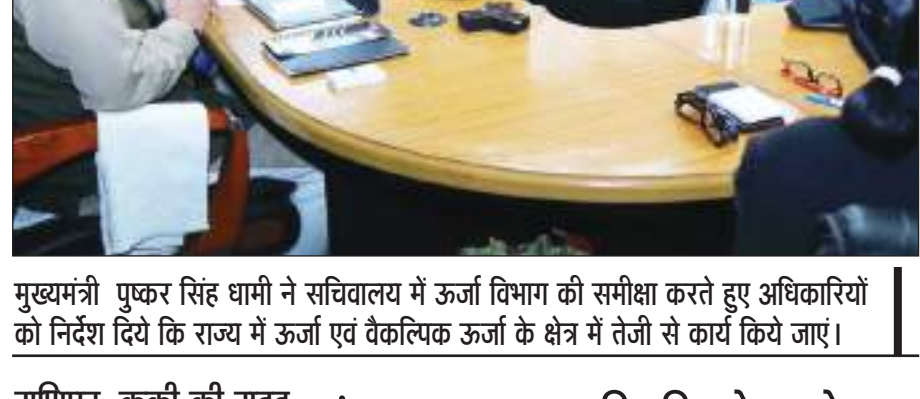 मुख्यमंत्री पुष्कर सिंह धामी ने सचिवालय में ऊर्जा विभाग की समीक्षा करते हुए अधिकारियों
को निर्देश दिये कि राज्य में ऊर्जा एवं वैकल्पिक ऊर्जा के क्षेत्र में तेजी से कार्य किये जाएं।